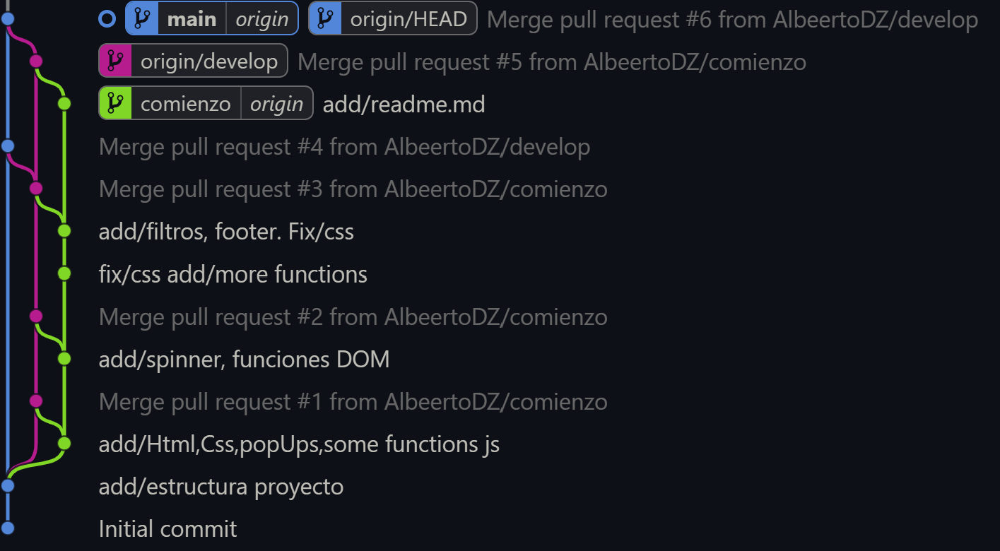 main origin origin/HEAD Merge pull request #6 from AlbeertoDZ/develop
origin/develop Merge pull request #5 from AlbeertoDZ/comienzo
comienzo origin add/readme.md
Merge pull request #4 from AlbeertoDZ/develop
Merge pull request #3 from AlbeertoDZ/comienzo
add/filtros, footer. Fix/css
fix/css add/more functions
Merge pull request #2 from AlbeertoDZ/comienzo
add/spinner, funciones DOM
Merge pull request #1 from AlbeertoDZ/comienzo
add/Html,Css,popUps,some functions js
add/estructura proyecto
Initial commit